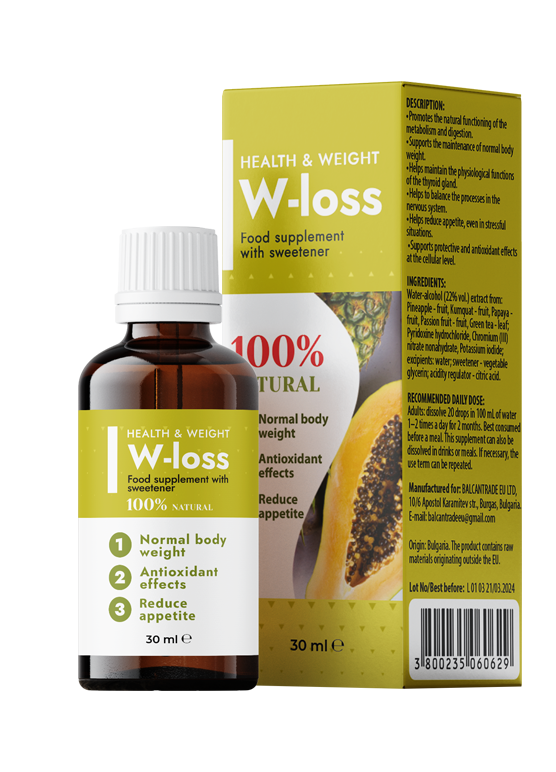 HEALTH & WEIGHT
W-loss
Food supplement
with sweetener
100%
TURAL
Normal body
weight
Antioxidant
effects
Reduce
appetite
30 ml ℮
HEALTH & WEIGHT
W-loss
Food supplement with
sweetener
100% NATURAL
1 Normal body
weight
2 Antioxidant
effects
3 Reduce
appetite
30 ml ℮
DESCRIPTION:
•Promotes the natural functioning of the
metabolism and digestion.
•Supports the maintenance of normal body
weight.
•Helps maintain the physiological functions
of the thyroid gland.
•Helps to balance the processes in the
nervous system.
•Helps reduce appetite, even in stressful
situations.
•Supports protective and antioxidant effects
at the cellular level.
INGREDIENTS:
Water-alcohol (22% vol.) extract from:
Pineapple - fruit, Kumquat - fruit, Papaya -
fruit, Passion fruit - fruit, Green tea - leaf;
Pyridoxine hydrochloride, Chromium (III)
nitrate nonahydrate, Potassium iodide;
excipients: water; sweetener - vegetable
glycerin; acidity regulator - citric acid.
RECOMMENDED DAILY DOSE:
Adults: dissolve 20 drops in 100 mL of water
1–2 times a day for 2 months. Best consumed
before a meal. This supplement can also be
dissolved in drinks or meals. If necessary, the
use term can be repeated.
Manufactured for: BALCANTRADE EU LTD,
10/6 Apostol Karamitev str., Burgas, Bulgaria.
E-mail: balcantradeeu@gmail.com
Origin: Bulgaria. The product contains raw
materials originating outside the EU.
Lot No/Best before: L 01 03 21/03.2024
3 800235 060629